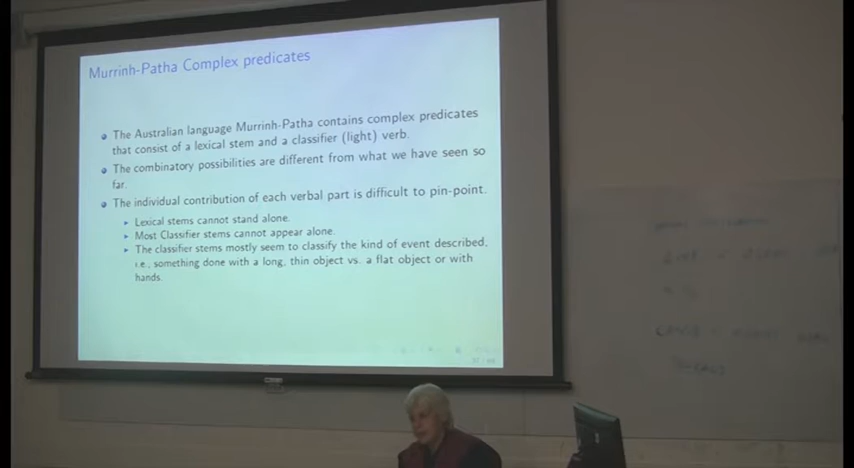 Murrinh-Patha Complex predicates
The Australian language Murrinh-Patha contains complex predicates
that consist of a lexical stem and a classifier (light) verb.
The combinatory possibilities are different from what we have seen so
far.
The individual contribution of each verbal part is difficult to pin-point.
Lexical stems cannot stand alone.
Most Classifier stems cannot appear alone.
The classifier stems mostly seem to classify the kind of event described,
i.e., something done with a long, thin object vs. a flat object or with
hands.